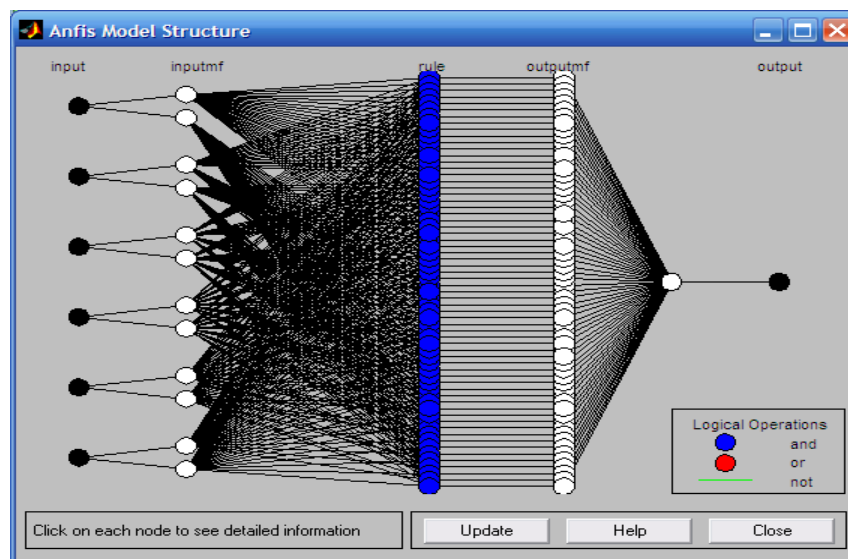 Anfis Model Structure
input inputmf rule outputmf output
Logical Operations
and
or
not
Click on each node to see detailed information
Update Help Close